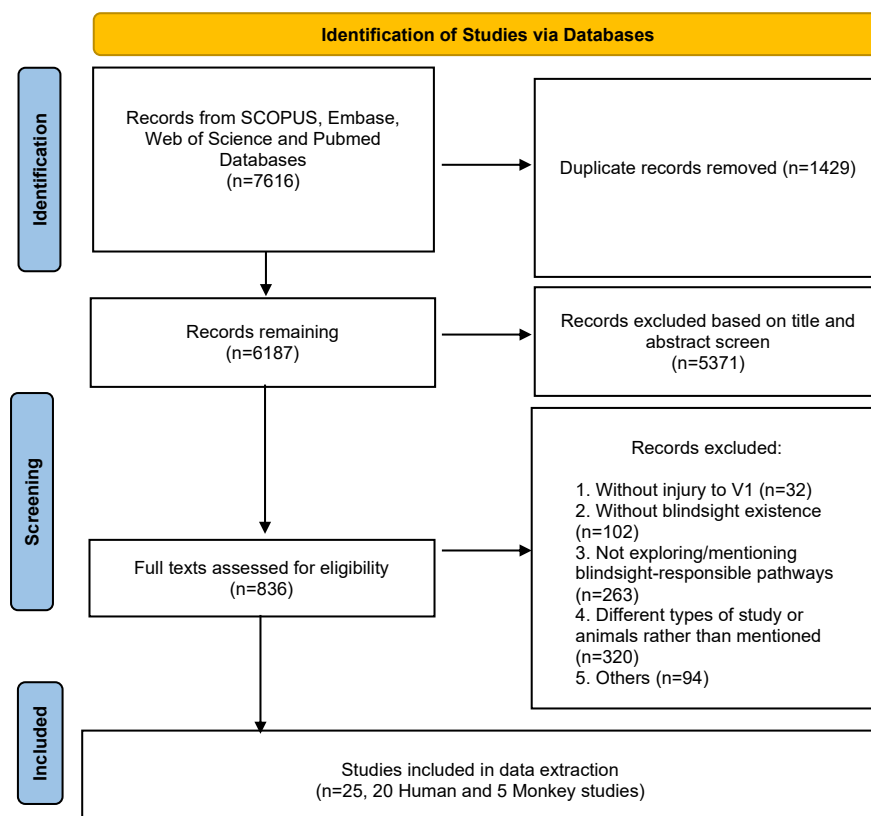 Identification of Studies via Databases
Identification
Records from SCOPUS, Embase,
Web of Science and Pubmed
Databases
(n=7616)
Duplicate records removed (n=1429)
Records remaining
(n=6187)
Records excluded based on title and
abstract screen
(n=5371)
Screening
Full texts assessed for eligibility
(n=836)
Records excluded:
1. Without injury to V1 (n=32)
2. Without blindsight existence
(n=102)
3. Not exploring/mentioning
blindsight-responsible pathways
(n=263)
4. Different types of study or
animals rather than mentioned
(n=320)
5. Others (n=94)
Included
Studies included in data extraction
(n=25, 20 Human and 5 Monkey studies)